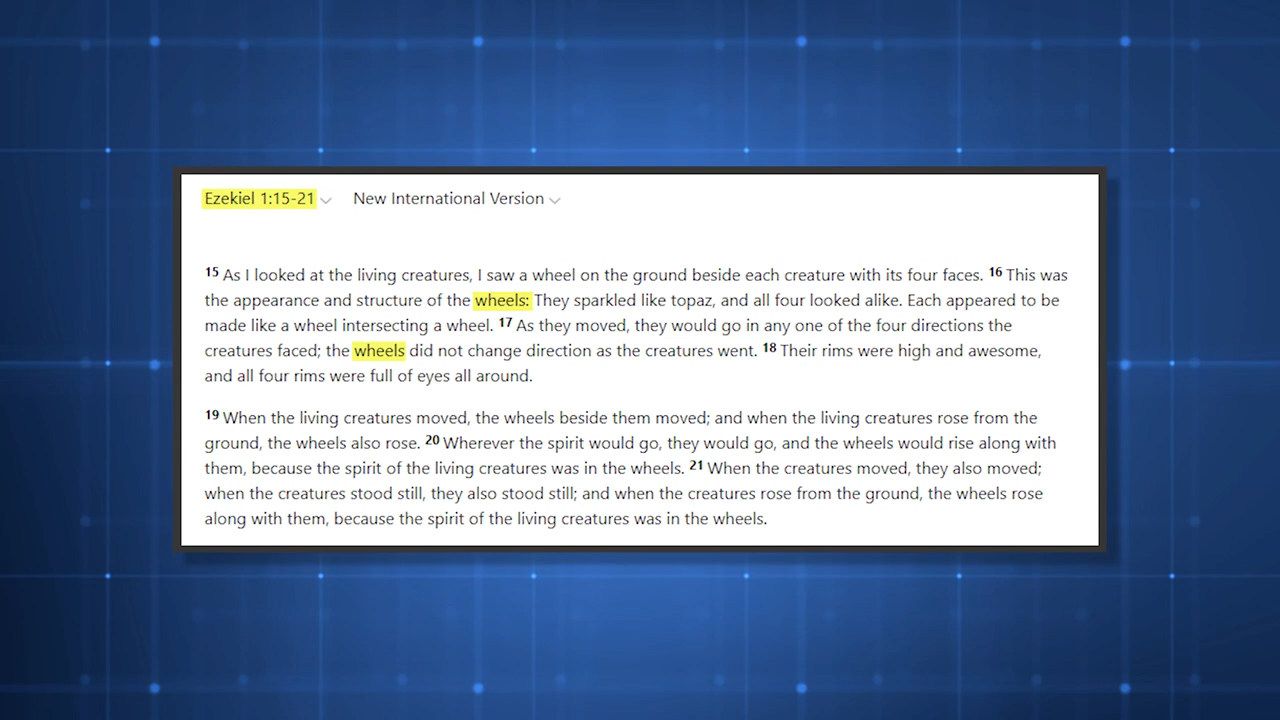 Ezekiel 1:15-21 New International Version
15 As I looked at the living creatures, I saw a wheel on the ground beside each creature with its four faces. 16 This was
the appearance and structure of the wheels: They sparkled like topaz, and all four looked alike. Each appeared to be
made like a wheel intersecting a wheel. 17 As they moved, they would go in any one of the four directions the
creatures faced; the wheels did not change direction as the creatures went. 18 Their rims were high and awesome,
and all four rims were full of eyes all around.
19 When the living creatures moved, the wheels beside them moved; and when the living creatures rose from the
ground, the wheels also rose. 20 Wherever the spirit would go, they would go, and the wheels would rise along with
them, because the spirit of the living creatures was in the wheels. 21 When the creatures moved, they also moved;
when the creatures stood still, they also stood still; and when the creatures rose from the ground, the wheels rose
along with them, because the spirit of the living creatures was in the wheels.